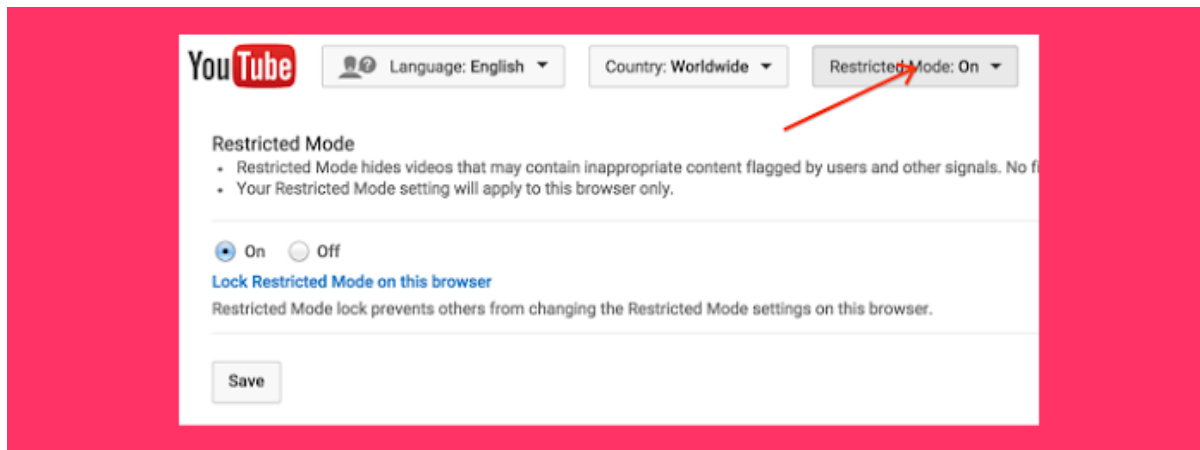 YouTube Language: English Country: Worldwide Restricted Mode: On
Restricted Mode
• Restricted Mode hides videos that may contain inappropriate content flagged by users and other signals. No
• Your Restricted Mode setting will apply to this browser only.
On Off
Lock Restricted Mode on this browser
Restricted Mode lock prevents others from changing the Restricted Mode settings on this browser.
Save